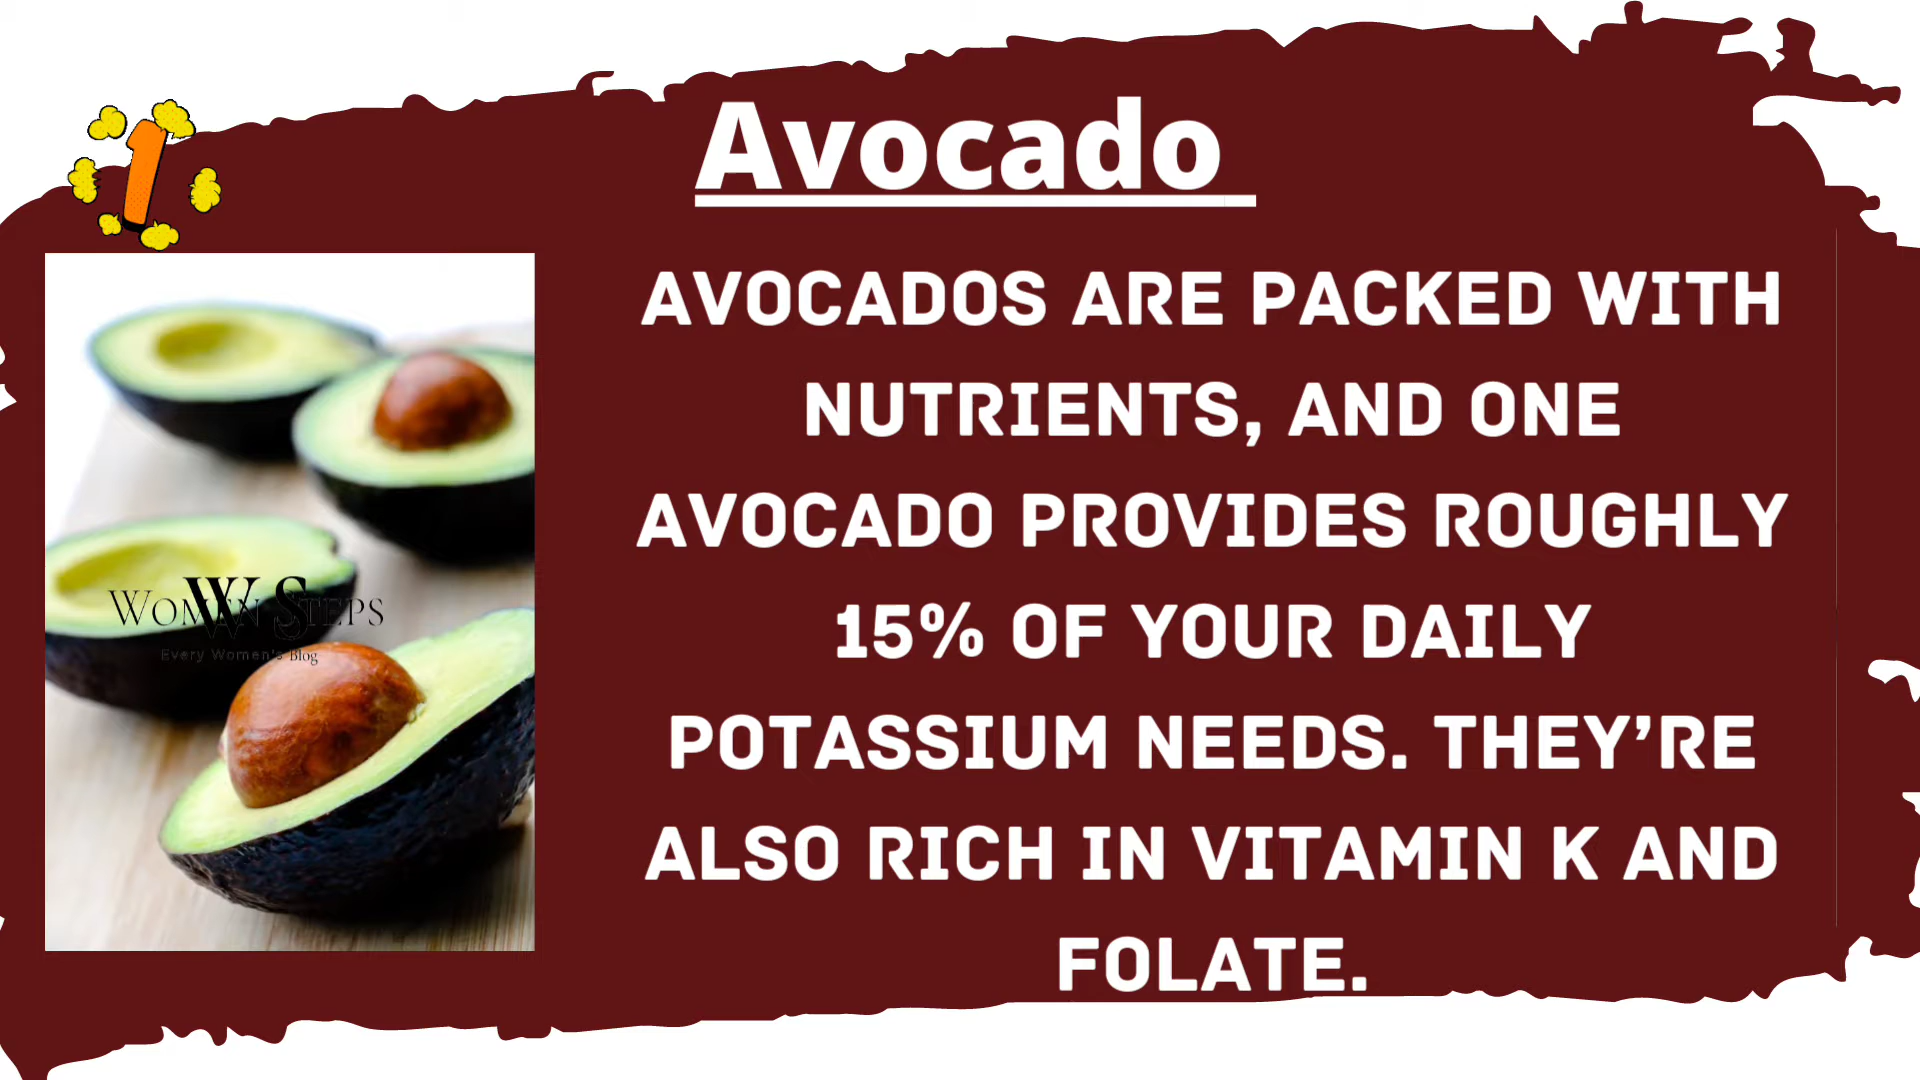 1
Avocado
AVOCADOS ARE PACKED WITH
NUTRIENTS, AND ONE
AVOCADO PROVIDES ROUGHLY
15% OF YOUR DAILY
POTASSIUM NEEDS. THEY’RE
ALSO RICH IN VITAMIN K AND
FOLATE.
WOMEN STEPS
W S
Every Women's Blog